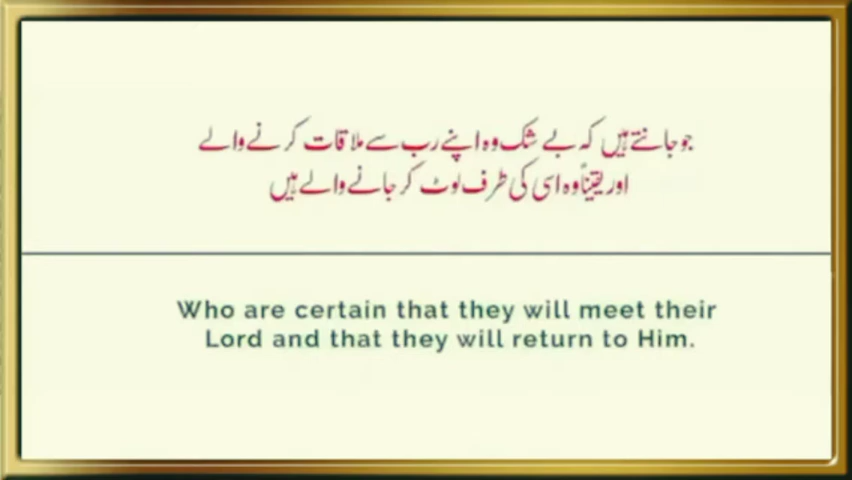 جو جانتے ہیں کہ بے شک وہ اپنے رب سے ملاقات کرنے والے
اور یقیناً وہ اسی کی طرف لوٹ کر جانے والے ہیں
Who are certain that they will meet their
Lord and that they will return to Him.